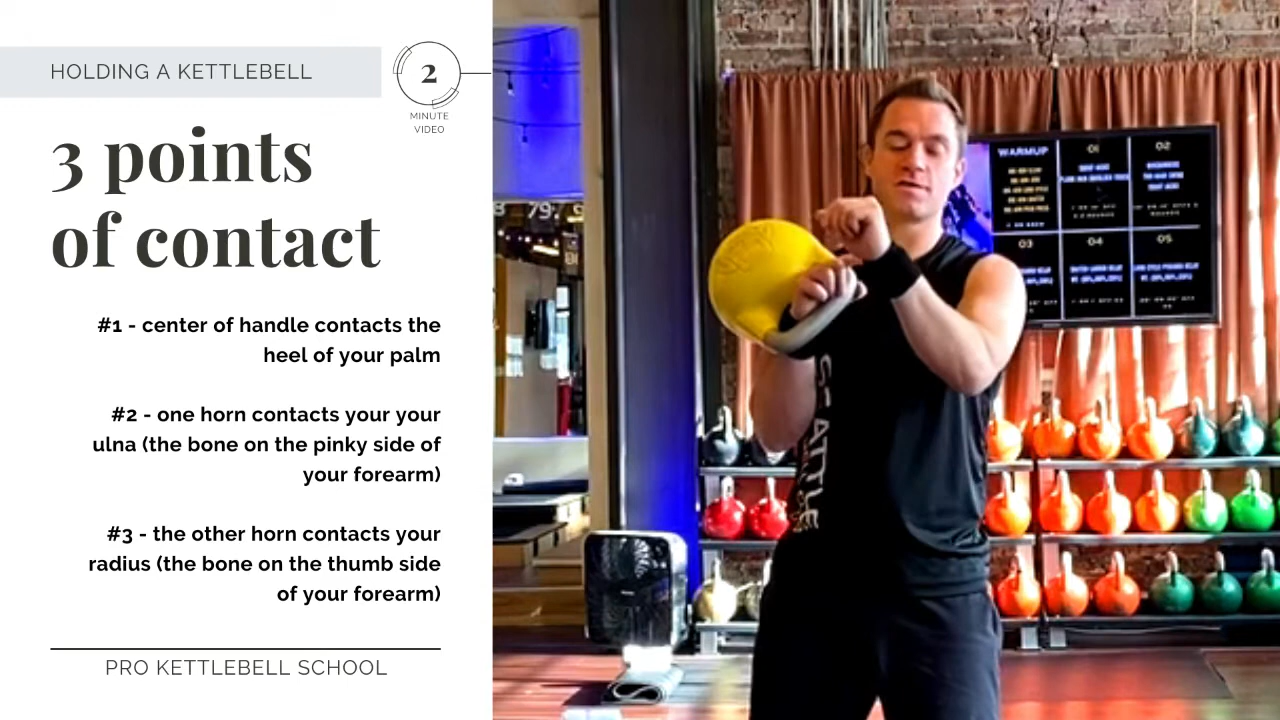 HOLDING A KETTLEBELL
2
MINUTE
VIDEO
3 points
of contact
#1 - center of handle contacts the
heel of your palm
#2 - one horn contacts your your
ulna (the bone on the pinky side of
your forearm)
#3 - the other horn contacts your
radius (the bone on the thumb side
of your forearm)
PRO KETTLEBELL SCHOOL
79.
SEATTLE
WARMUP
01
02
03
04
05